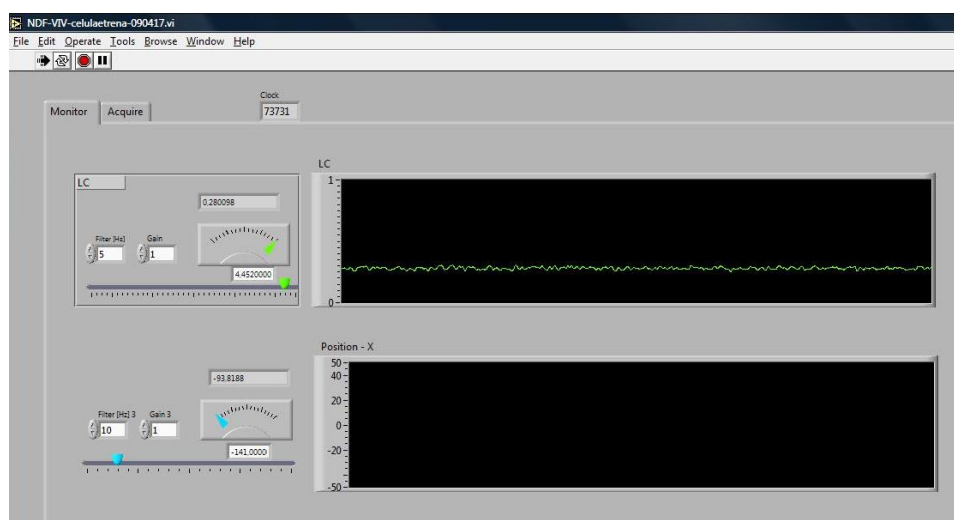 NDF-VIV-celulaetrena-090417.vi
File Edit Operate Tools Browse Window Help
Clock
Monitor Acquire 73731
LC
LC
1
0,280098
Filter [Hz] Gain
5 1
4,4520000
0
Position - X
50
40
-93,8188
20
Filter [Hz] 3 Gain 3
10 1
0
-141,0000
-20
-50